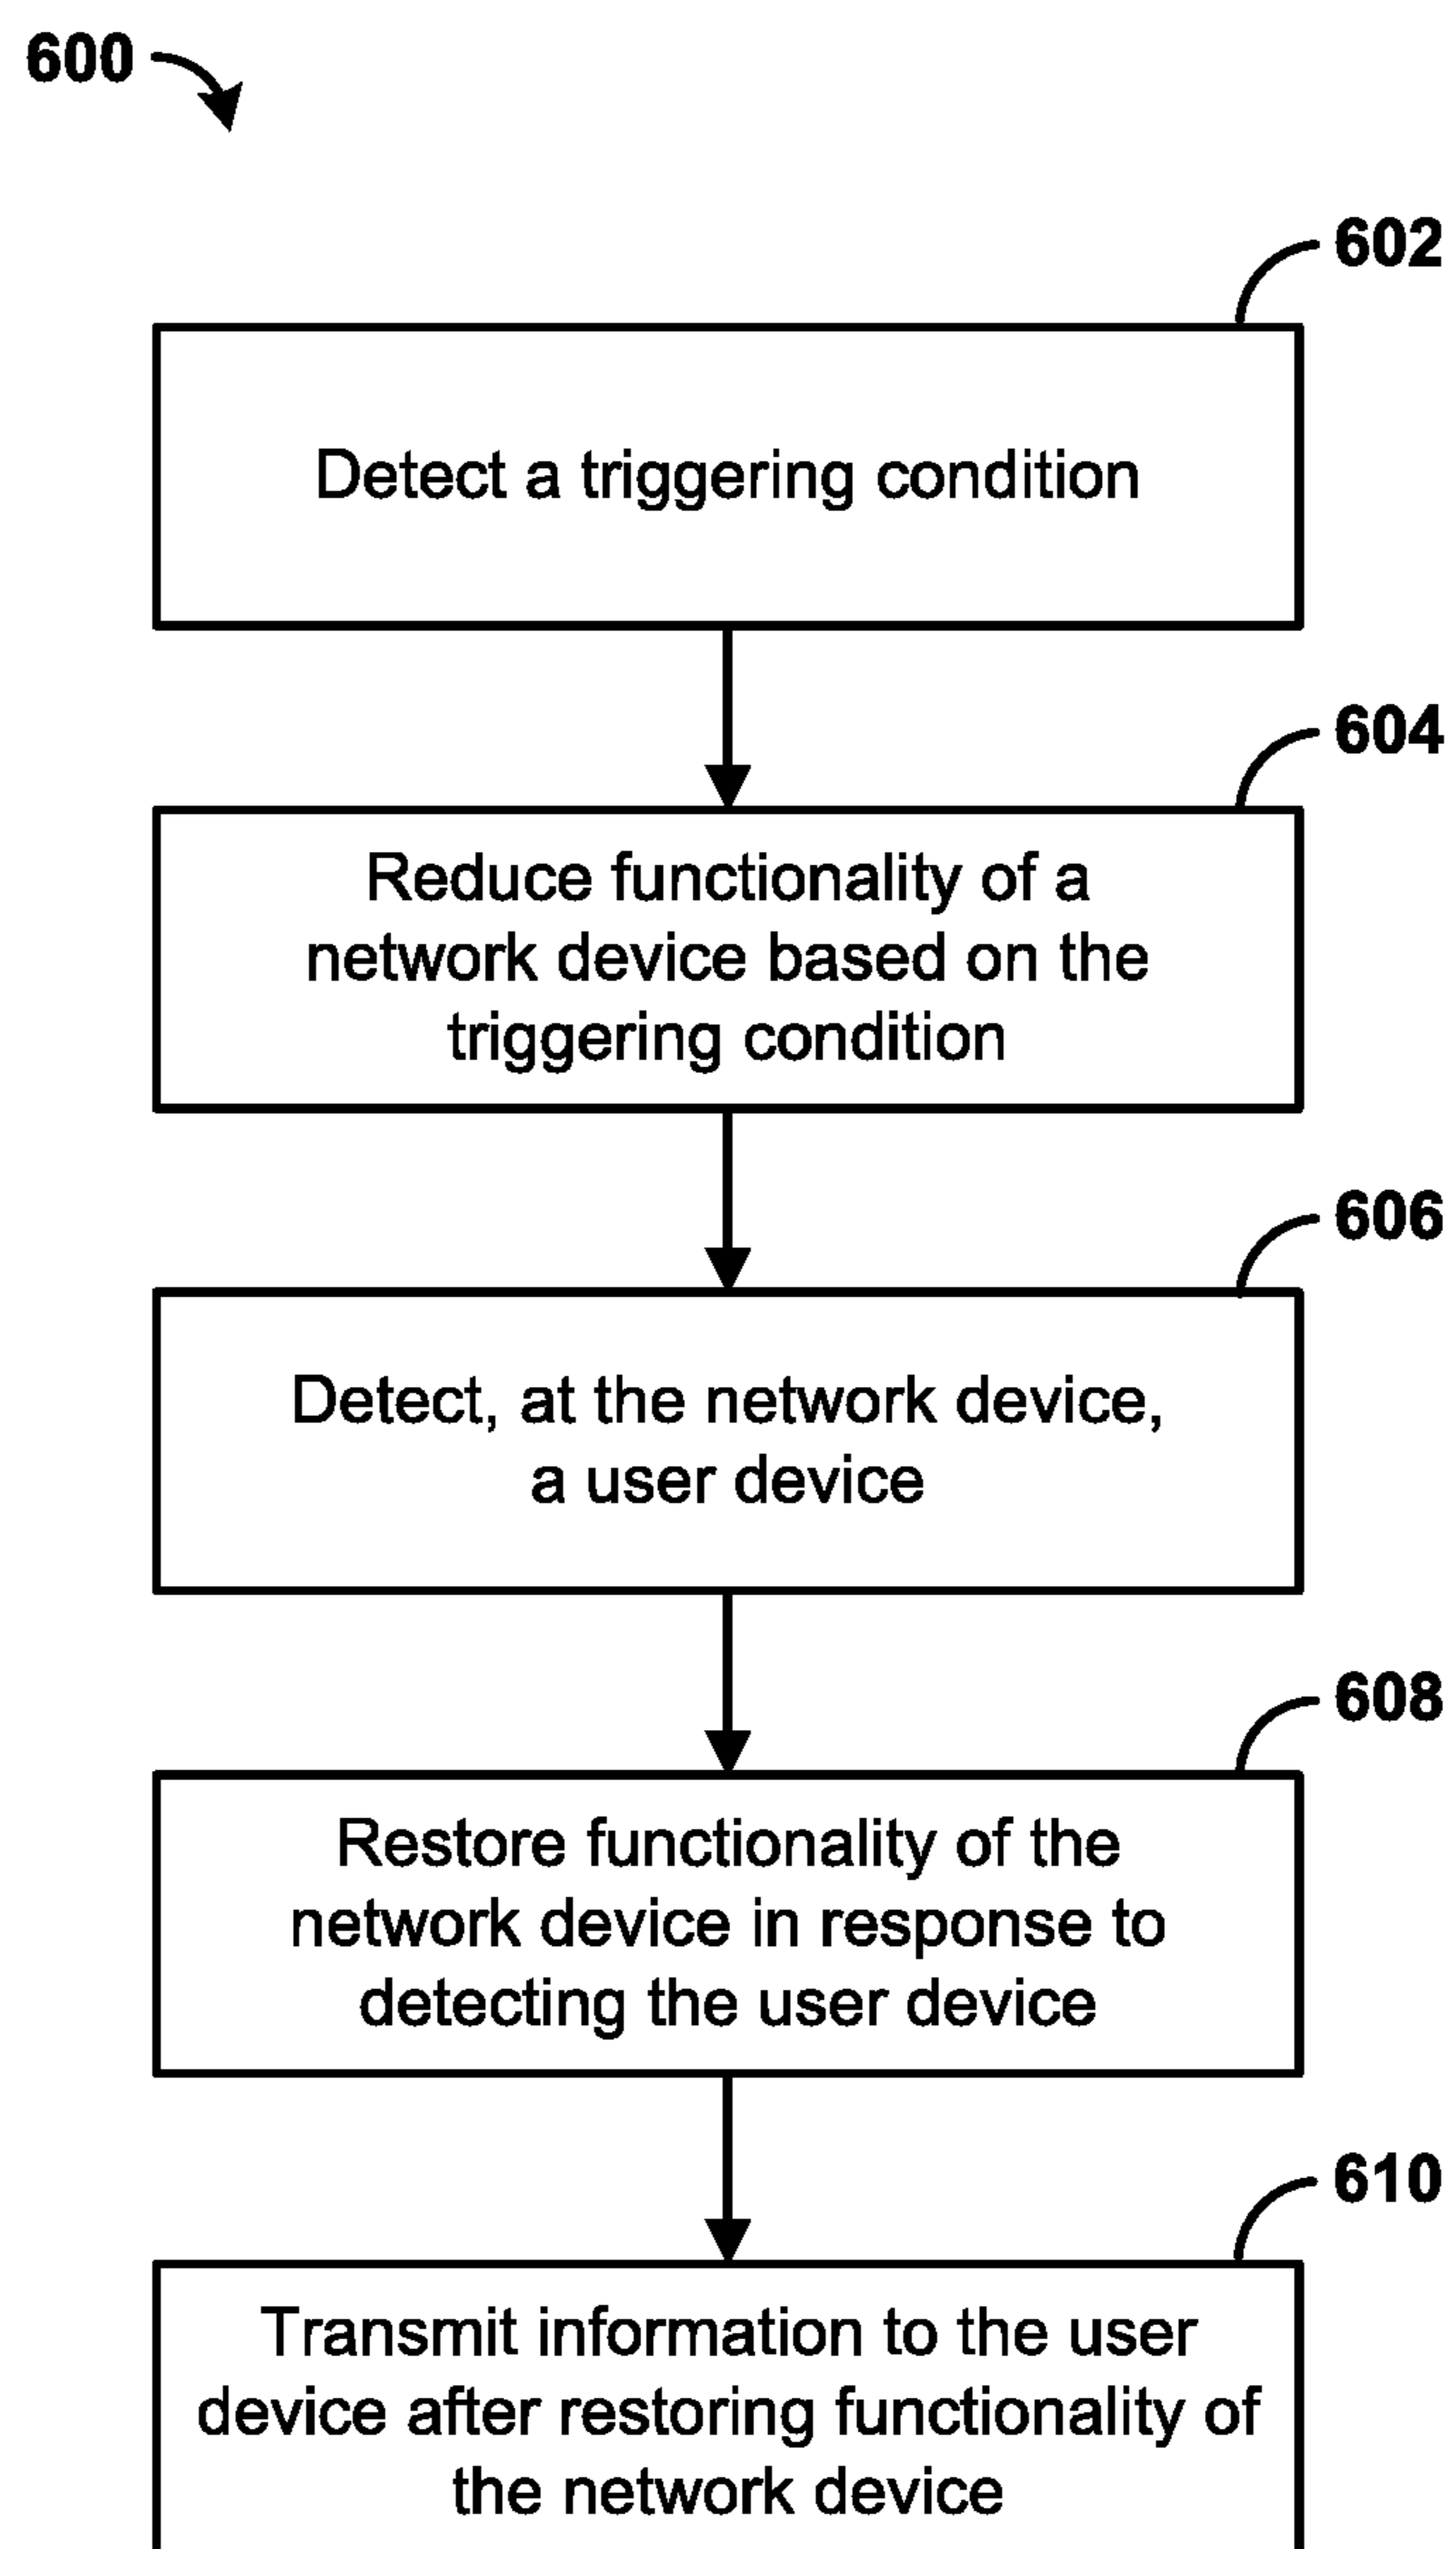 600
602
Detect a triggering condition
604
Reduce functionality of a
network device based on the
triggering condition
606
Detect, at the network device,
a user device
608
Restore functionality of the
network device in response to
detecting the user device
610
Transmit information to the user
device after restoring functionality of
the network device